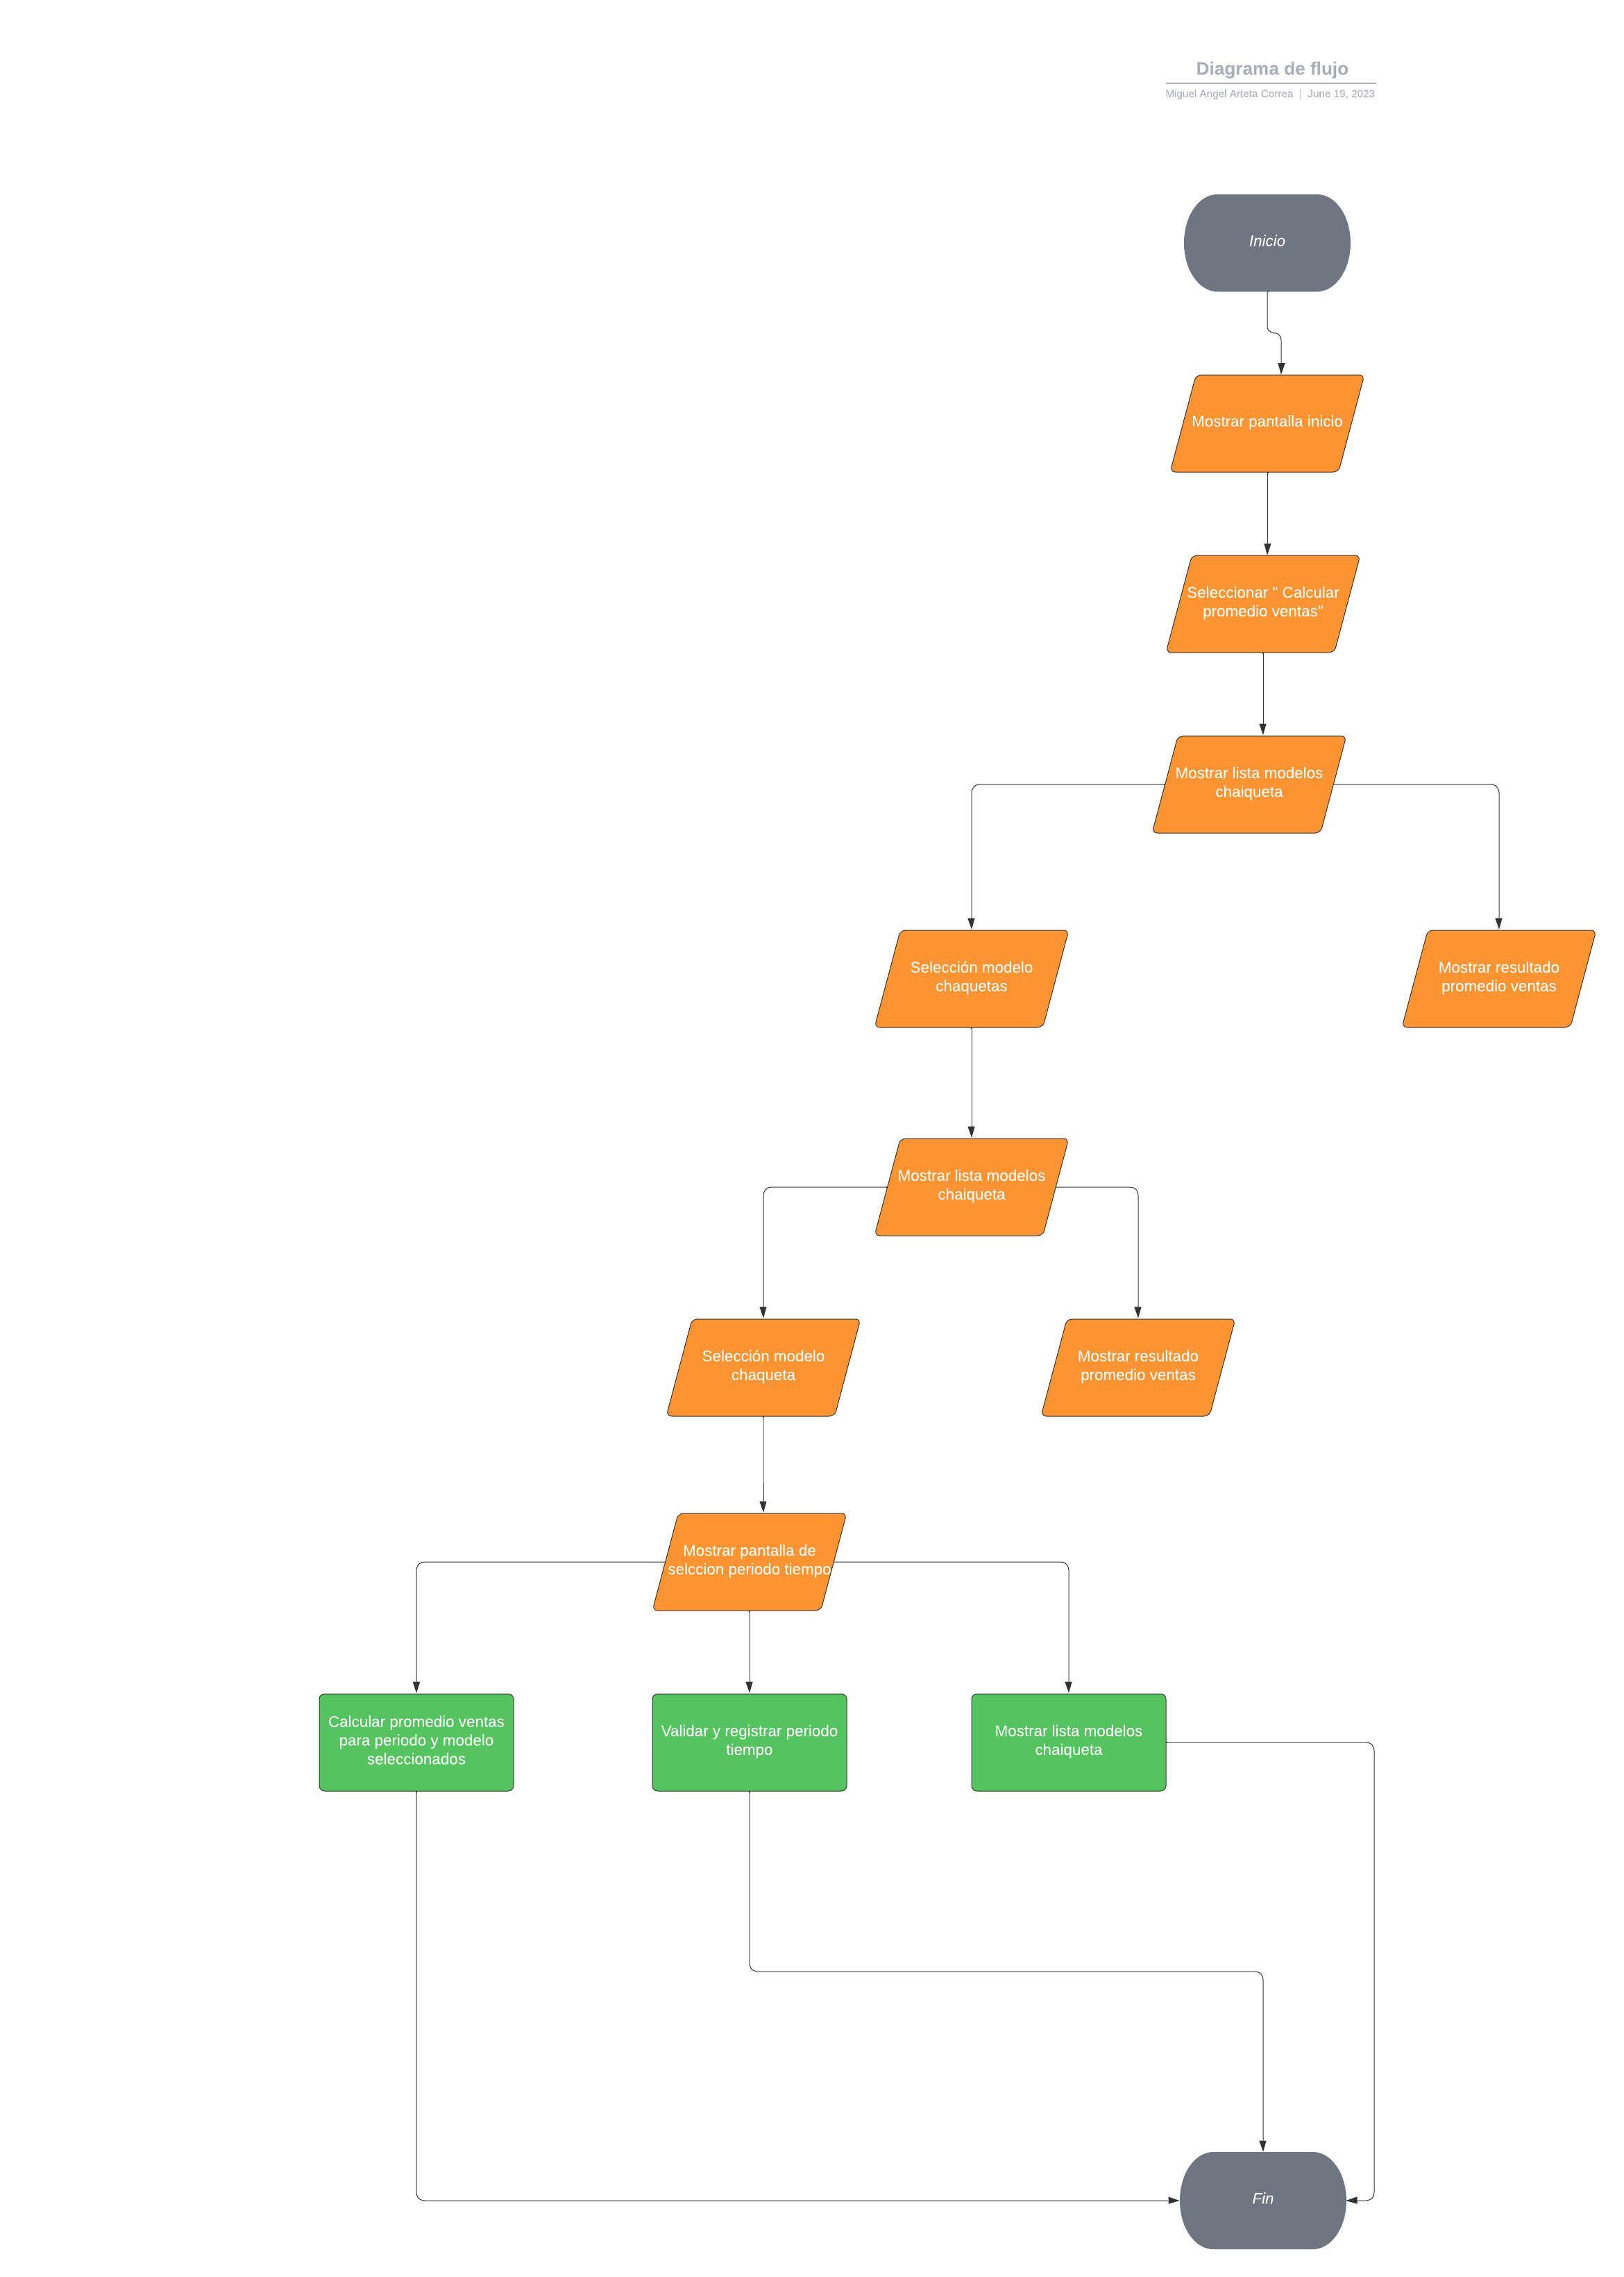 Diagrama de flujo
Miguel Angel Arteta Correa | June 19, 2023
Inicio
Mostrar pantalla inicio
Seleccionar " Calcular
promedio ventas"
Mostrar lista modelos
chaiqueta
Selección modelo
chaquetas
Mostrar resultado
promedio ventas
Mostrar lista modelos
chaiqueta
Selección modelo
chaqueta
Mostrar resultado
promedio ventas
Mostrar pantalla de
selccion periodo tiempo
Calcular promedio ventas
para periodo y modelo
seleccionados
Validar y registrar periodo
tiempo
Mostrar lista modelos
chaiqueta
Fin